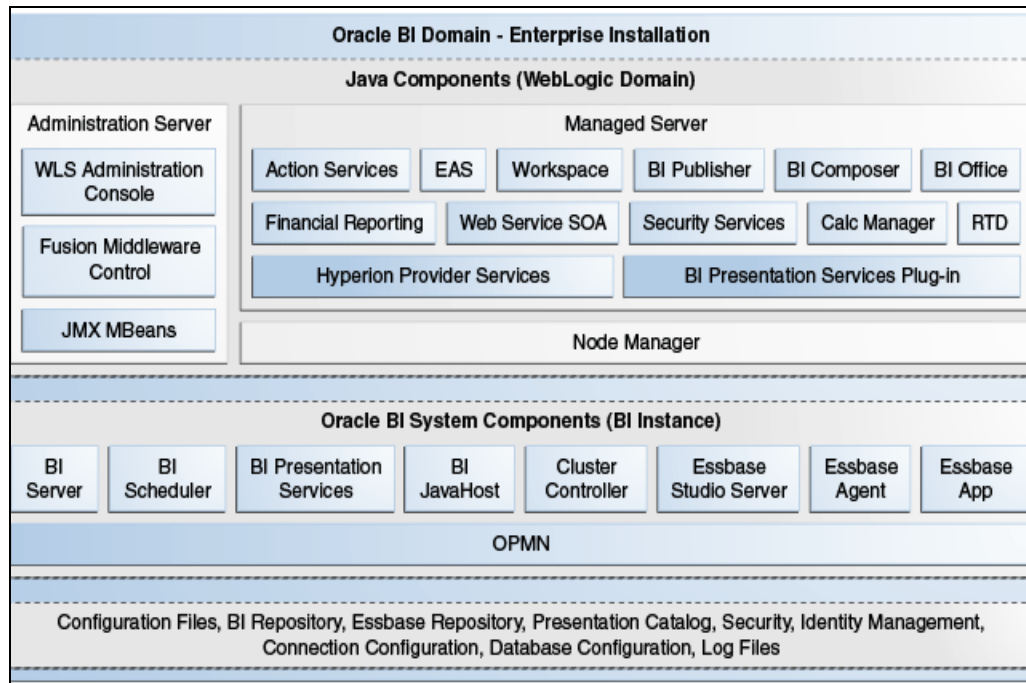 Oracle BI Domain - Enterprise Installation
Java Components (WebLogic Domain)
Administration Server
WLS Administration
Console
Fusion Middleware
Control
JMX MBeans
Managed Server
Action Services
EAS
Workspace
BI Publisher
BI Composer
BI Office
Financial Reporting
Web Service SOA
Security Services
Calc Manager
RTD
Hyperion Provider Services
BI Presentation Services Plug-in
Node Manager
Oracle BI System Components (BI Instance)
BI
Server
BI
Scheduler
BI Presentation
Services
BI
JavaHost
Cluster
Controller
Essbase
Studio Server
Essbase
Agent
Essbase
App
OPMN
Configuration Files, BI Repository, Essbase Repository, Presentation Catalog, Security, Identity Management,
Connection Configuration, Database Configuration, Log Files